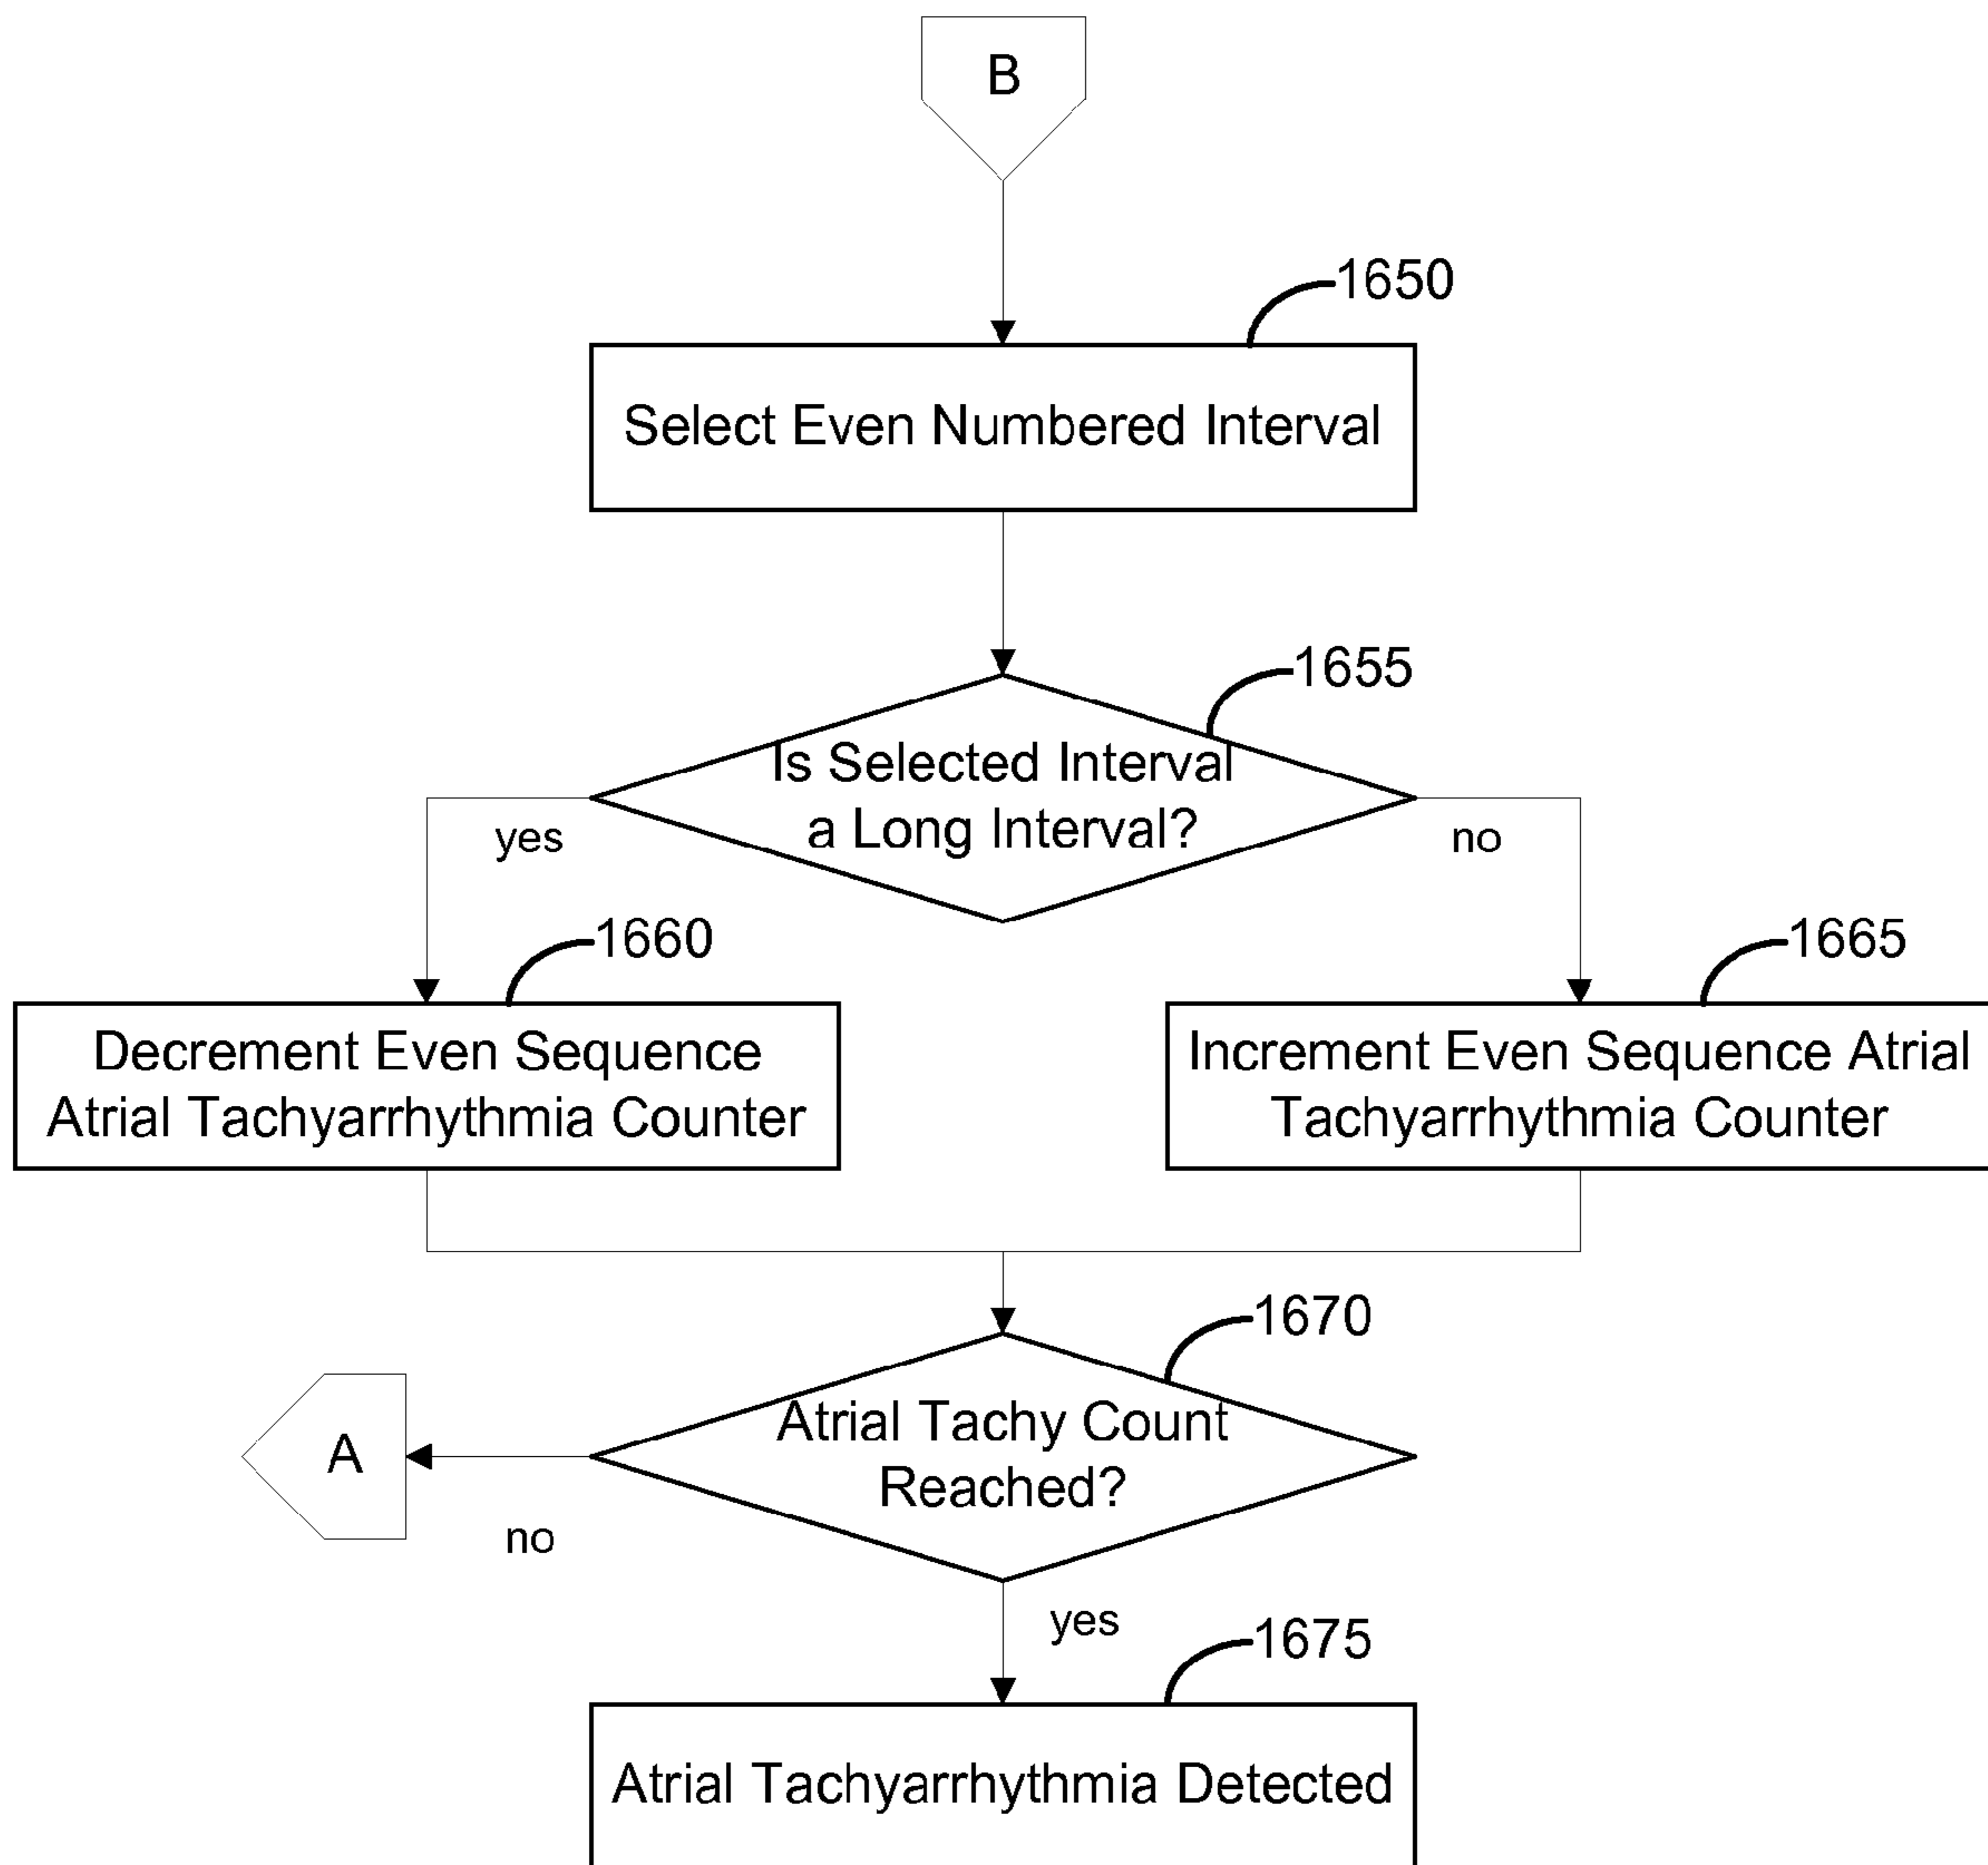 B
1650
Select Even Numbered Interval
1655
Is Selected Interval
a Long Interval?
yes
no
1660
1665
Decrement Even Sequence
Atrial Tachyarrhythmia Counter
Increment Even Sequence Atrial
Tachyarrhythmia Counter
1670
Atrial Tachy Count
Reached?
A
no
yes
1675
Atrial Tachyarrhythmia Detected